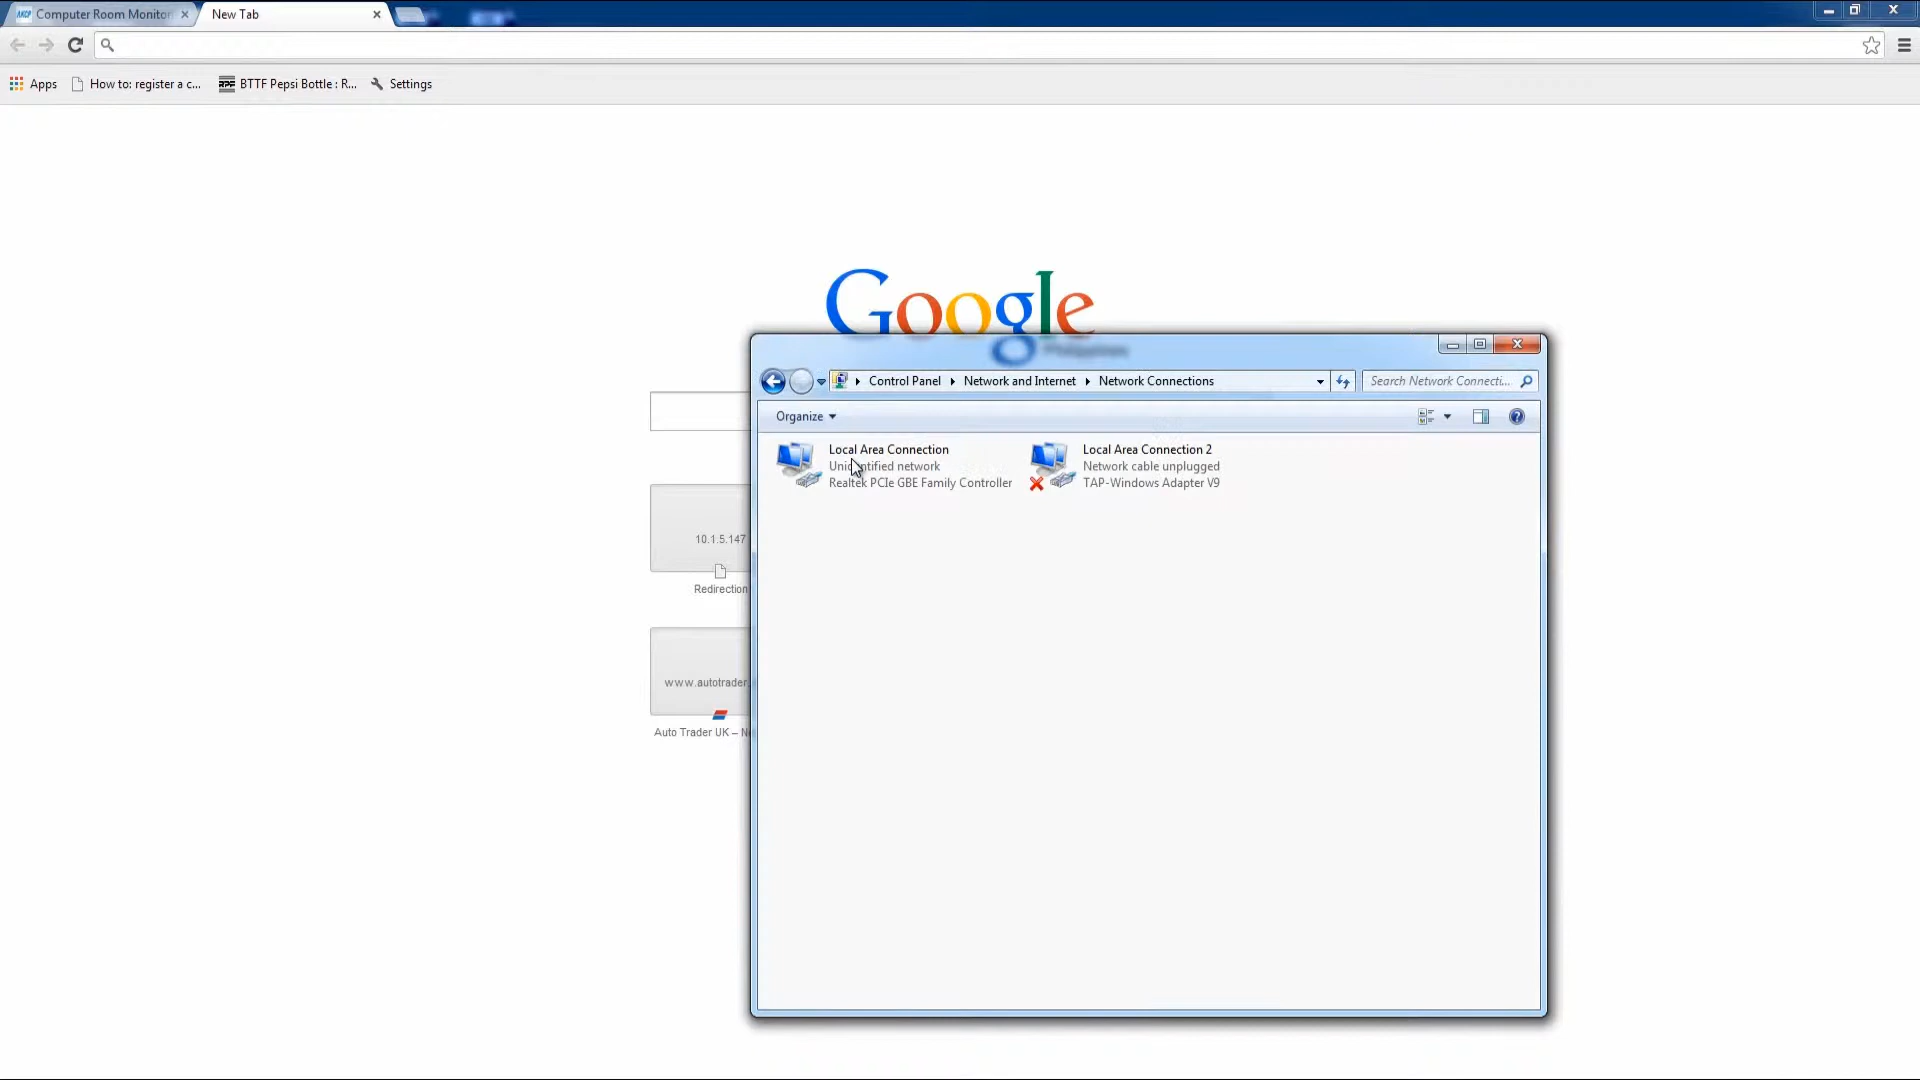 AKCP Computer Room Monitor
New Tab
Apps
How to: register a c...
BTTF Pepsi Bottle : R...
Settings
Google
Control Panel
Network and Internet
Network Connections
Search Network Connecti...
Organize
Local Area Connection
Unidentified network
Realtek PCIe GBE Family Controller
Local Area Connection 2
Network cable unplugged
TAP-Windows Adapter V9
10.1.5.147
Redirection
www.autotrader.
Auto Trader UK – N